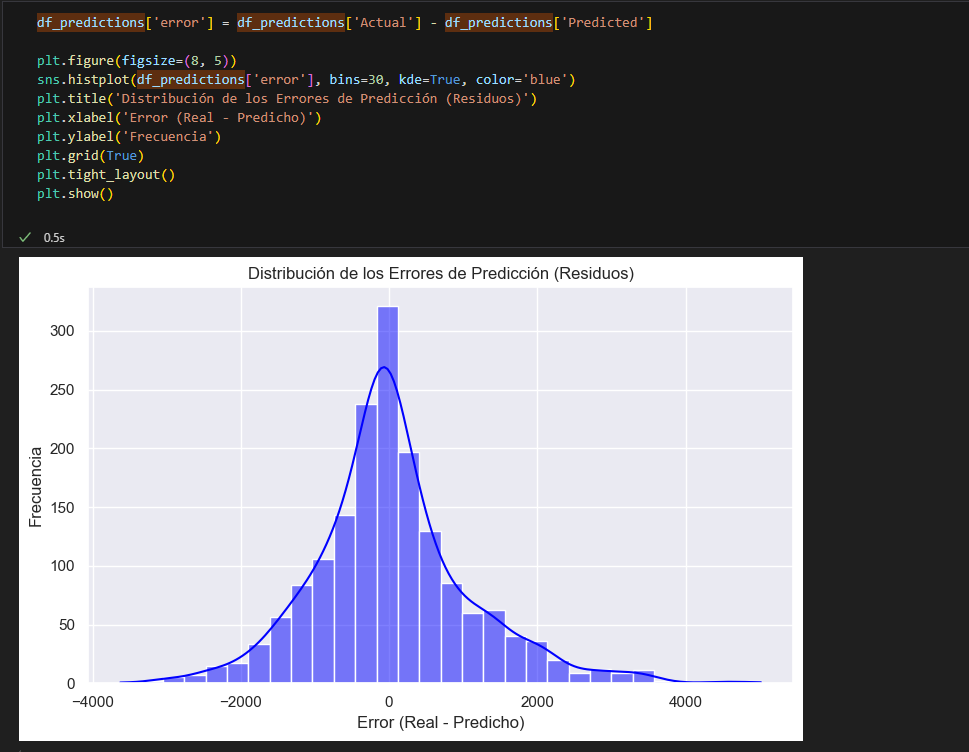 df_predictions['error'] = df_predictions['Actual'] - df_predictions['Predicted']
plt.figure(figsize=(8, 5))
sns.histplot(df_predictions['error'], bins=30, kde=True, color='blue')
plt.title('Distribución de los Errores de Predicción (Residuos)')
plt.xlabel('Error (Real - Predicho)')
plt.ylabel('Frecuencia')
plt.grid(True)
plt.tight_layout()
plt.show()
0.5s
Distribución de los Errores de Predicción (Residuos)
Frecuencia
300
250
200
150
100
50
0
−4000 −2000 0 2000 4000
Error (Real - Predicho)